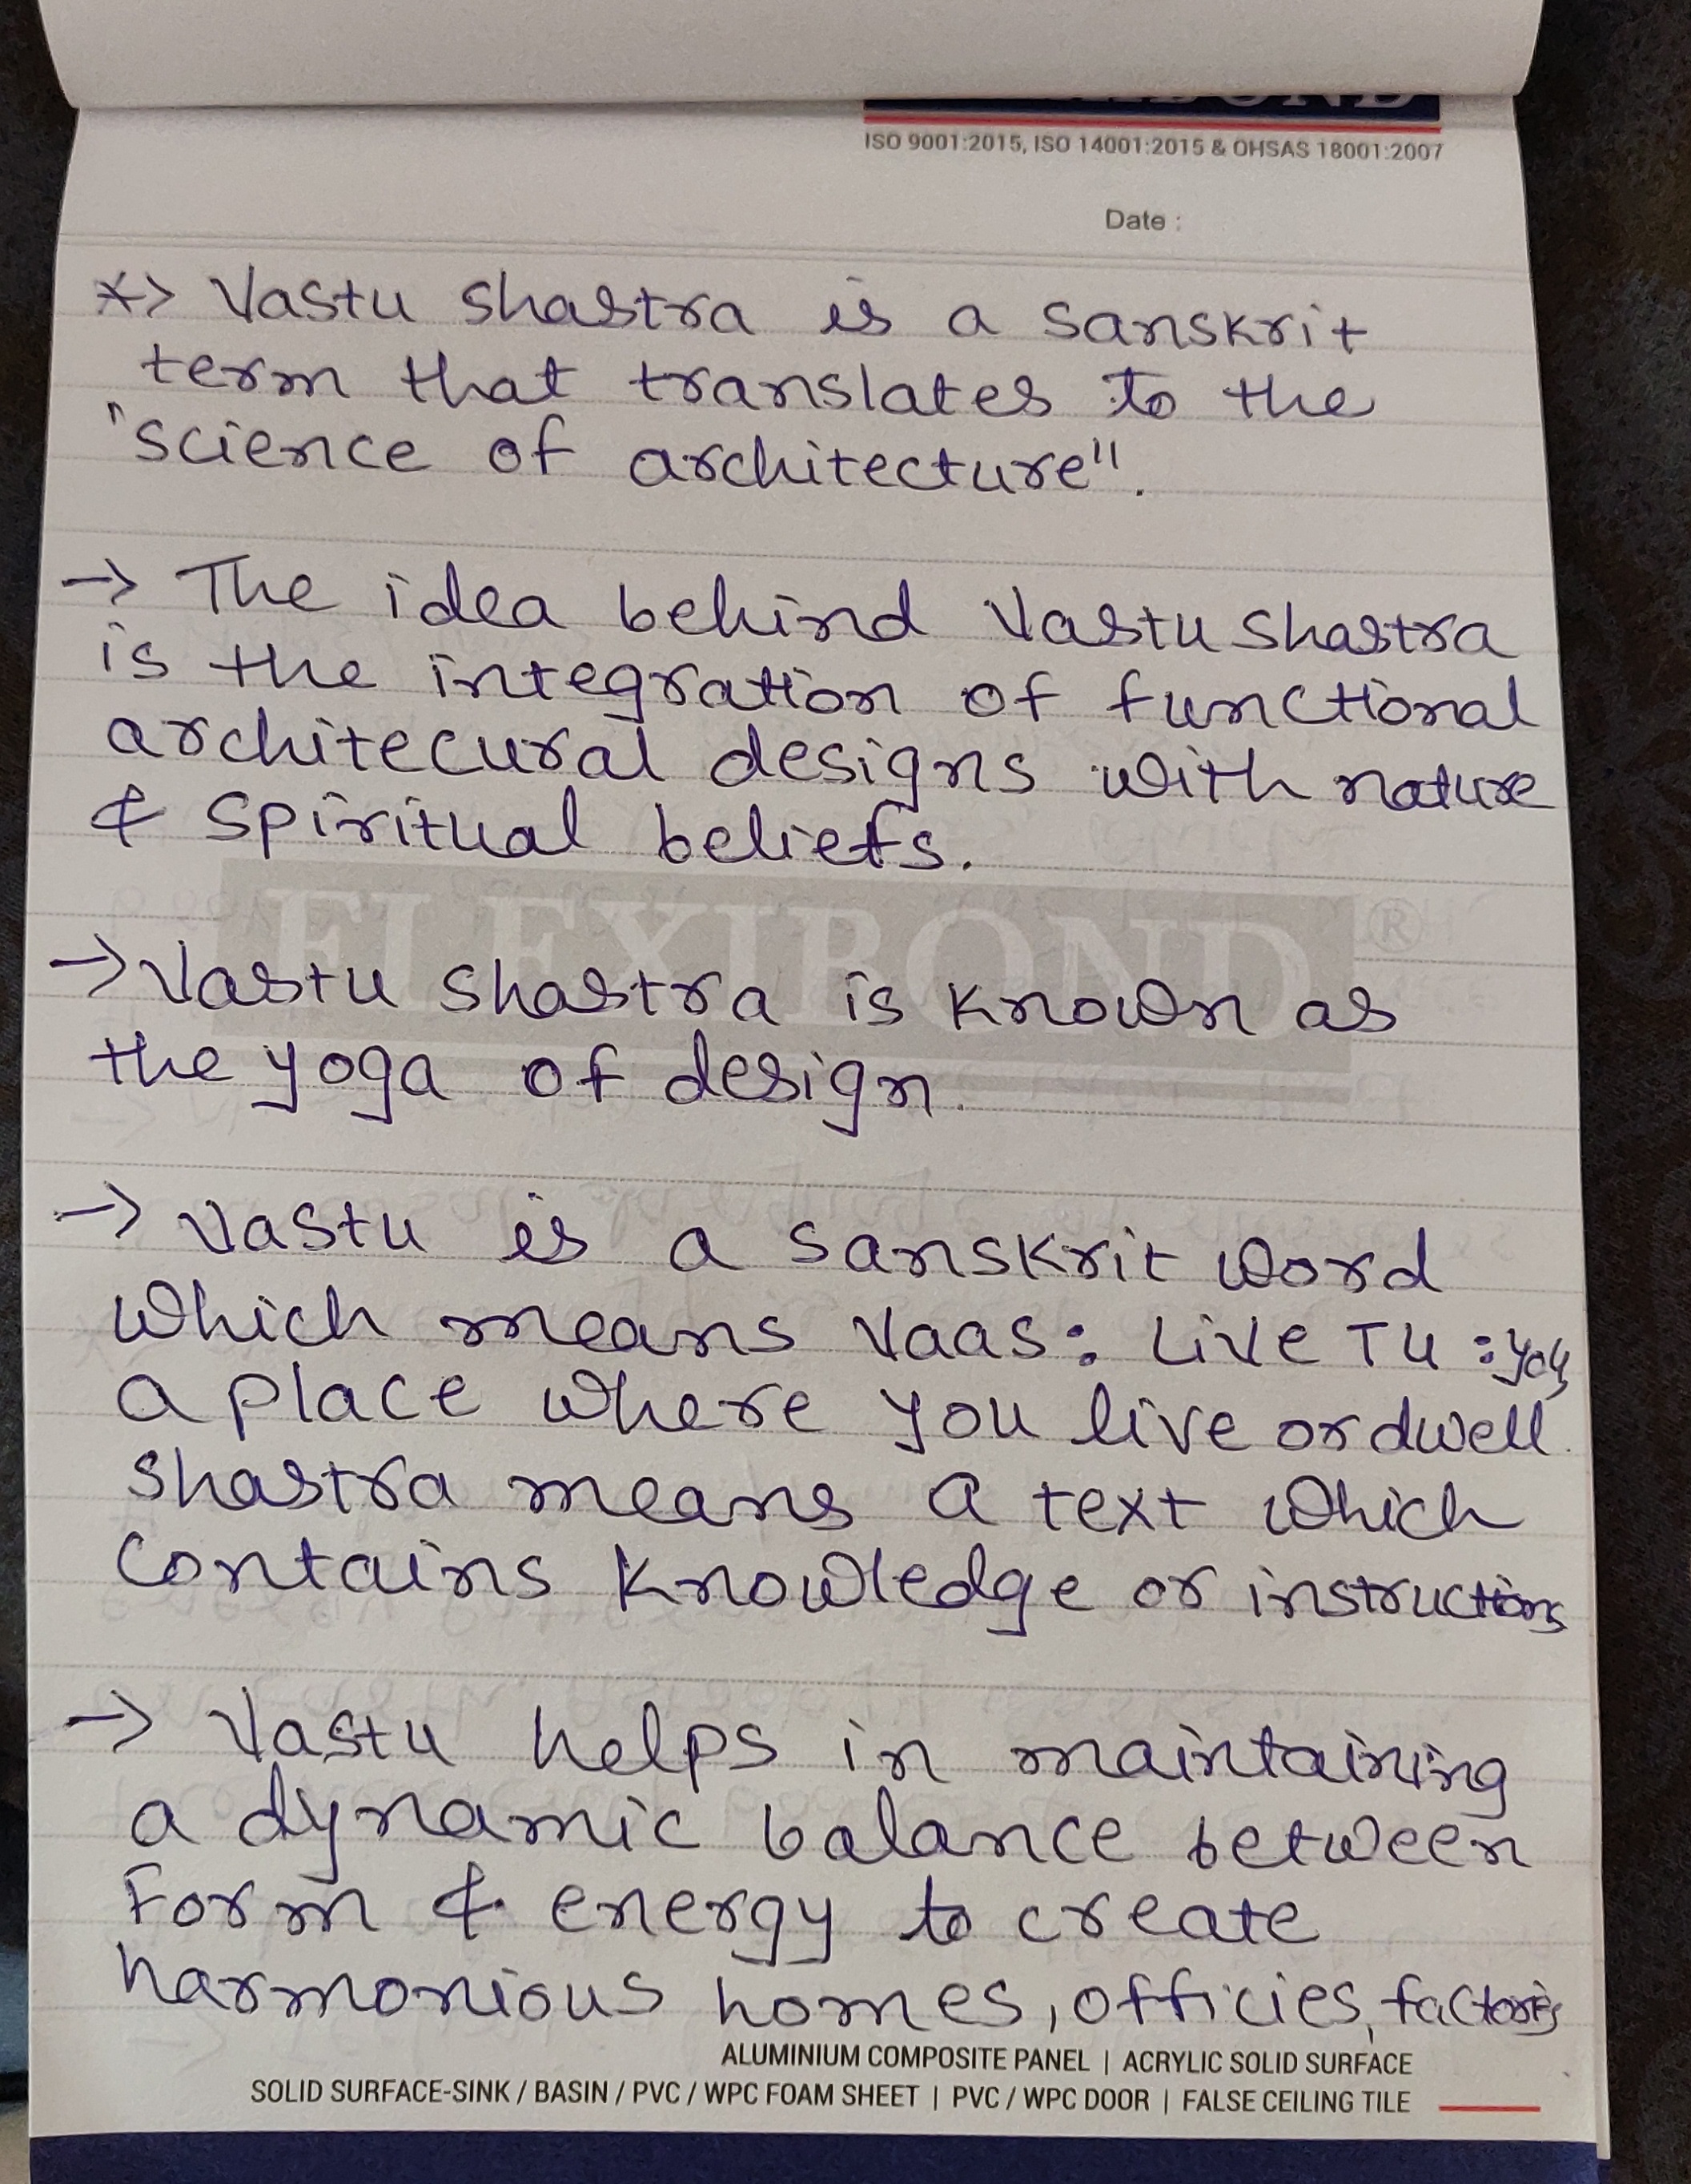 ISO 9001:2015, ISO 14001:2015 & OHSAS 18001:2007
Date :
*> Vastu shastra is a sanskrit
term that translates to the
"science of architecture".
-> The idea behind Vastu shastra
is the integration of functional
architecural designs with nature
& spiritual beliefs.
FLEXIBOND ®
-> Vastu shastra is known as
the yoga of design.
-> Vastu is a sanskrit word
which means Vaas: Live Tu : you
a place where you live or dwell.
shastra means a text which
contains knowledge or instructions
-> Vastu helps in maintaining
a dynamic balance between
Form & energy to create
harmonious homes, officies, factories
ALUMINIUM COMPOSITE PANEL | ACRYLIC SOLID SURFACE
SOLID SURFACE-SINK / BASIN / PVC / WPC FOAM SHEET | PVC / WPC DOOR | FALSE CEILING TILE